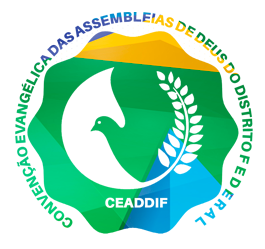 CONVENÇÃO EVANGÉLICA DAS ASSEMBLEIAS DE DEUS DO DISTRITO FEDERAL
CEADDIF